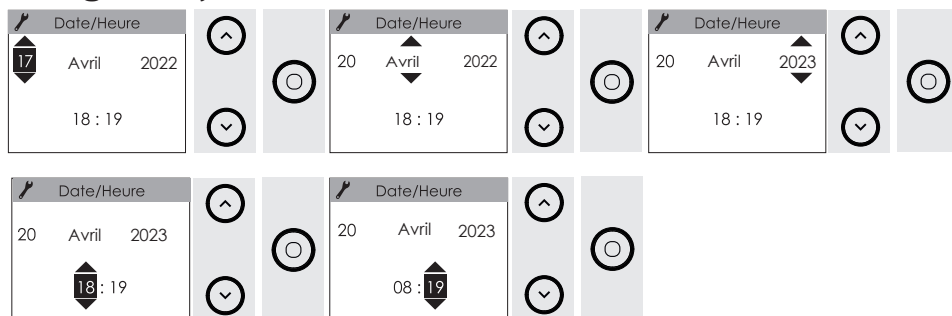 Date/Heure
17 Avril 2022
18 : 19
Date/Heure
20 Avril 2022
18 : 19
Date/Heure
20 Avril 2023
18 : 19
Date/Heure
20 Avril 2023
18 : 19
Date/Heure
20 Avril 2023
08 : 19